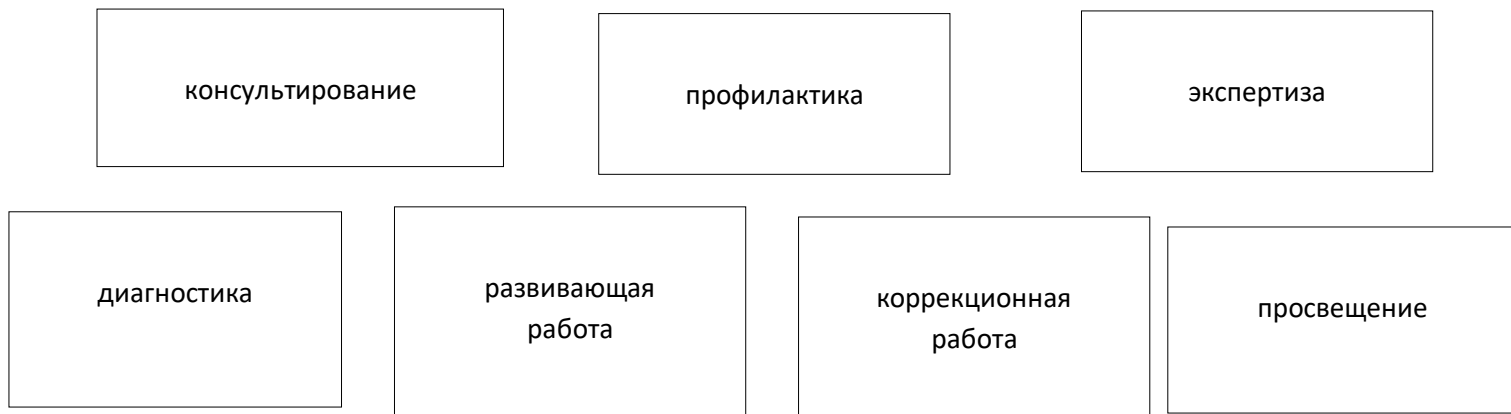 консультирование
профилактика
экспертиза
диагностика
развивающая
работа
коррекционная
работа
просвещение